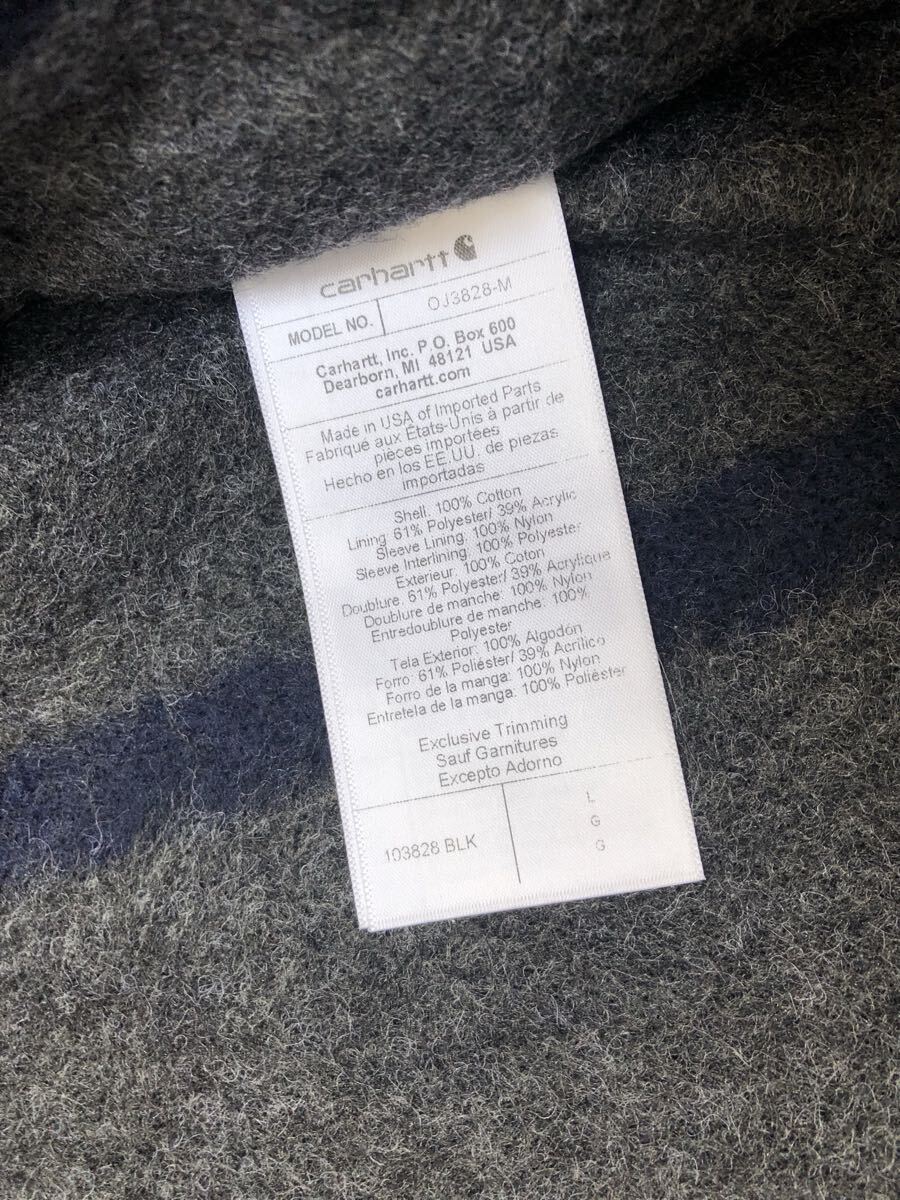 carhartt
MODEL NO. OJ3828-M
Carhartt, Inc. P.O. Box 600
Dearborn, MI 48121 USA
carhartt.com
Made in USA of Imported Parts
Fabriqué aux États-Unis à partir de
pièces importées
Hecho en los EE.UU. de piezas
importadas
Shell. 100% Cotton
Lining. 61% Polyester/ 39% Acrylic
Sleeve Lining. 100% Nylon
Sleeve Interlining. 100% Polyester
Exterieur: 100% Coton
Doublure. 61% Polyester/ 39% Acrylique
Doublure de manche: 100% Nylon
Entredoublure de manche: 100%
Polyester
Tela Exterior: 100% Algodón
Forro 61% Poliéster/ 39% Acrílico
Forro de la manga: 100% Nylon
Entretela de la manga: 100% Poliéster
Exclusive Trimming
Sauf Garnitures
Excepto Adorno
103828 BLK
L
G
G